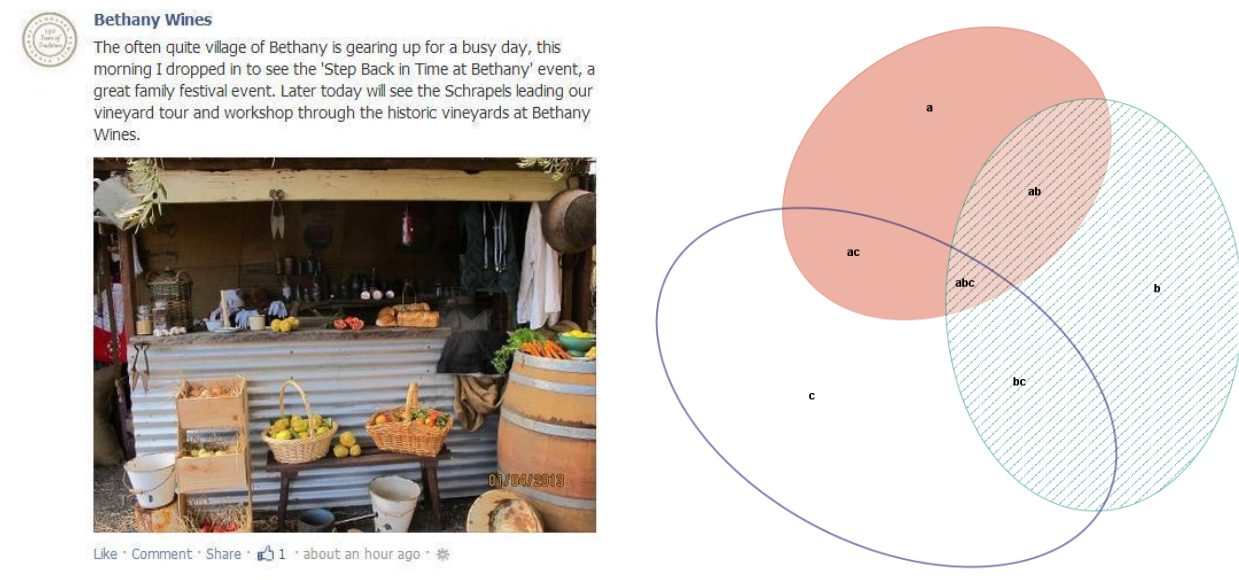 Bethany Wines
The often quite village of Bethany is gearing up for a busy day, this
morning I dropped in to see the 'Step Back in Time at Bethany' event, a
great family festival event. Later today will see the Schrapels leading our
vineyard tour and workshop through the historic vineyards at Bethany
Wines.
01/04/2013
Like · Comment · Share · 1 · about an hour ago ·
a
ab
ac
abc
b
bc
c